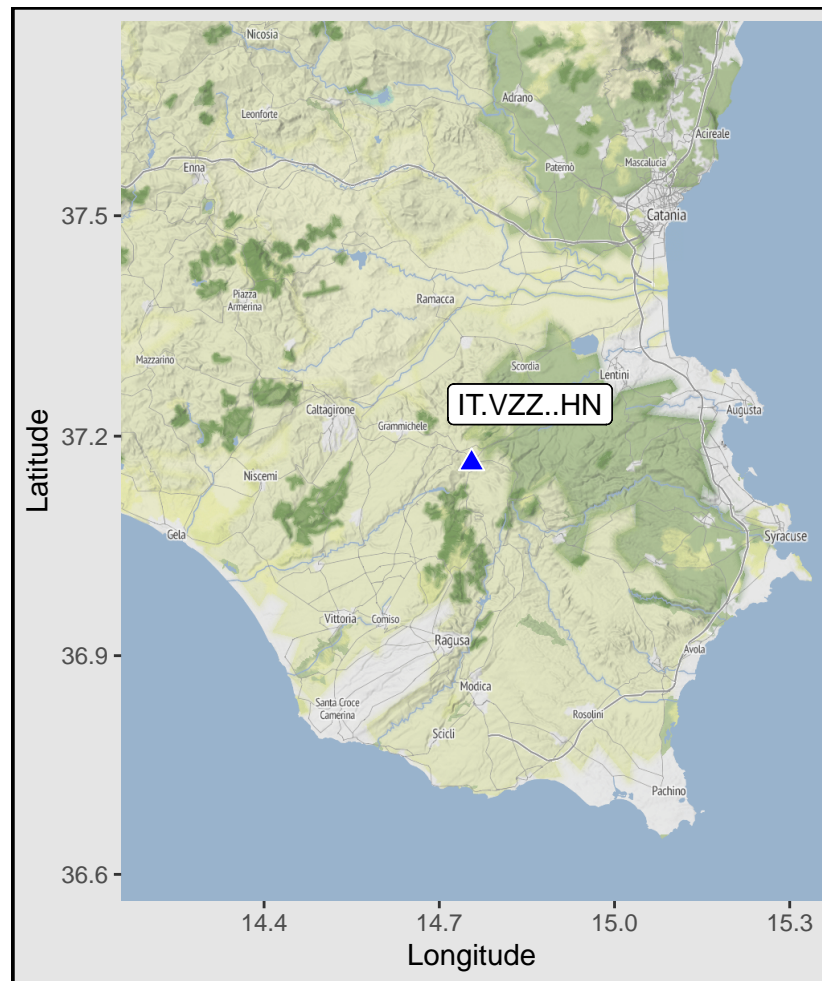 Nicosia
Adrano
Leonforte
Acireale
Enna
Paternò
Mascalucia
37.5
Catania
Piazza
Armerina
Ramacca
Mazzarino
Scordia
Lentini
IT.VZZ..HN
Caltagirone
Augusta
Grammichele
37.2
Niscemi
Latitude
Gela
Syracuse
Vittoria
Comiso
Ragusa
36.9
Avola
Modica
Santa Croce
Camerina
Rosolini
Scicli
Pachino
36.6
14.4
14.7
15.0
15.3
Longitude